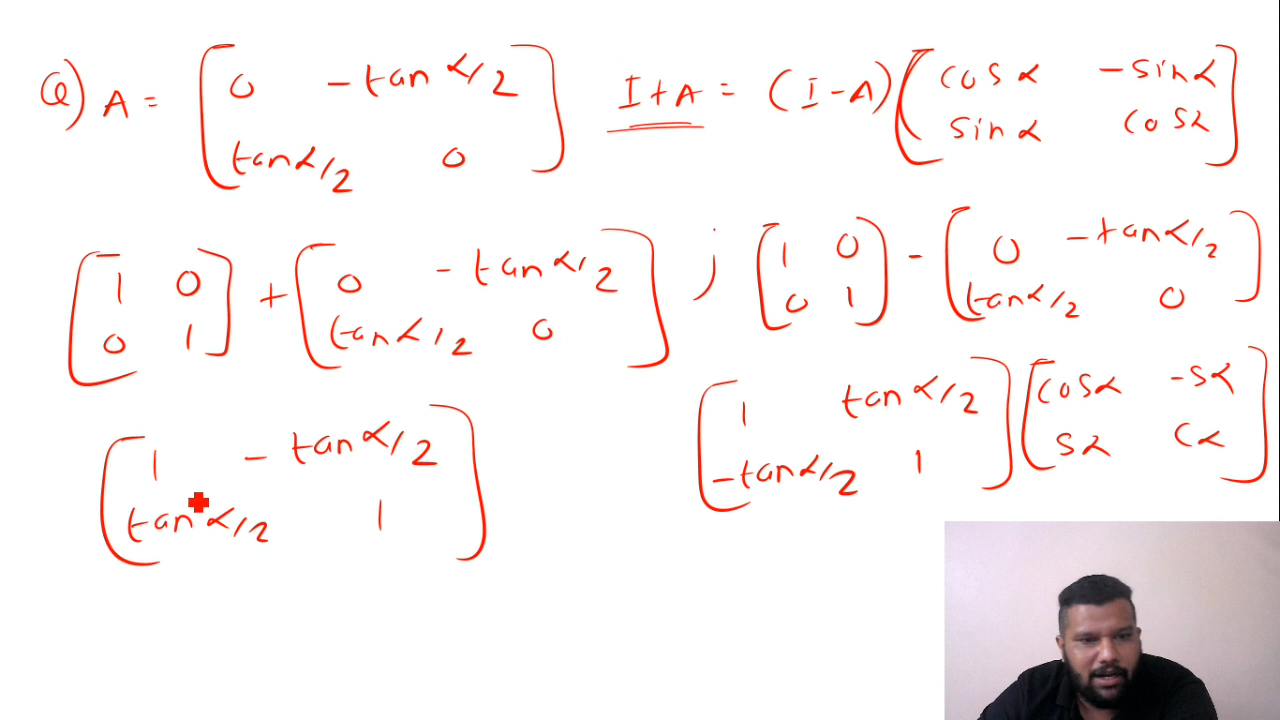 Q) A = [ 0 - tan α/2 I + A = (I - A) [ cos α - sin α
tan α/2 0 ] sin α cos α ]
[ 1 0 + [ 0 - tan α/2 ; [ 1 0 - [ 0 - tan α/2
0 1 ] tan α/2 0 ] 0 1 ] tan α/2 0 ]
[ 1 - tan α/2 [ 1 tan α/2 [ cos α - sα
tan α/2 1 ] - tan α/2 1 ] sα cα ]